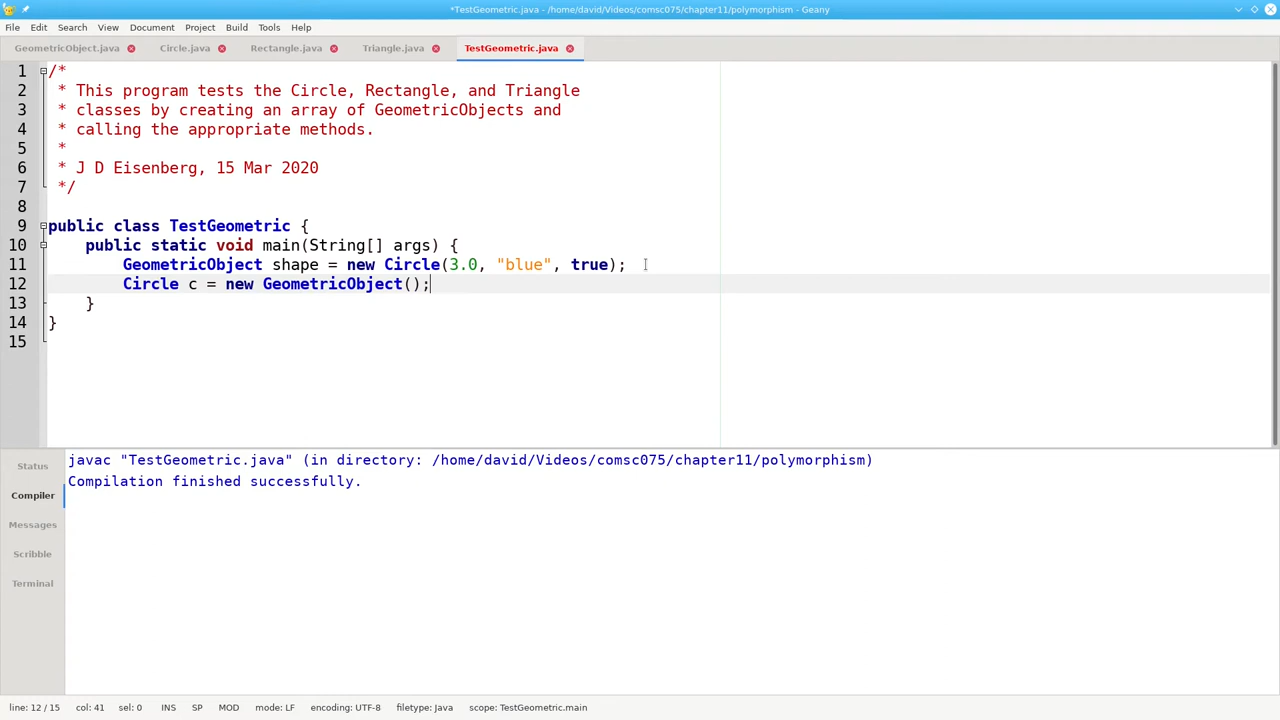 *TestGeometric.java - /home/david/Videos/comsc075/chapter11/polymorphism - Geany
File Edit Search View Document Project Build Tools Help
GeometricObject.java Circle.java Rectangle.java Triangle.java TestGeometric.java
1 /*
2  * This program tests the Circle, Rectangle, and Triangle
3  * classes by creating an array of GeometricObjects and
4  * calling the appropriate methods.
5  *
6  * J D Eisenberg, 15 Mar 2020
7  */
8
9 public class TestGeometric {
10     public static void main(String[] args) {
11         GeometricObject shape = new Circle(3.0, "blue", true);
12         Circle c = new GeometricObject();
13     }
14 }
15
Status
Compiler
Messages
Scribble
Terminal
javac "TestGeometric.java" (in directory: /home/david/Videos/comsc075/chapter11/polymorphism)
Compilation finished successfully.
line: 12 / 15 col: 41 sel: 0 INS SP MOD mode: LF encoding: UTF-8 filetype: Java scope: TestGeometric.main